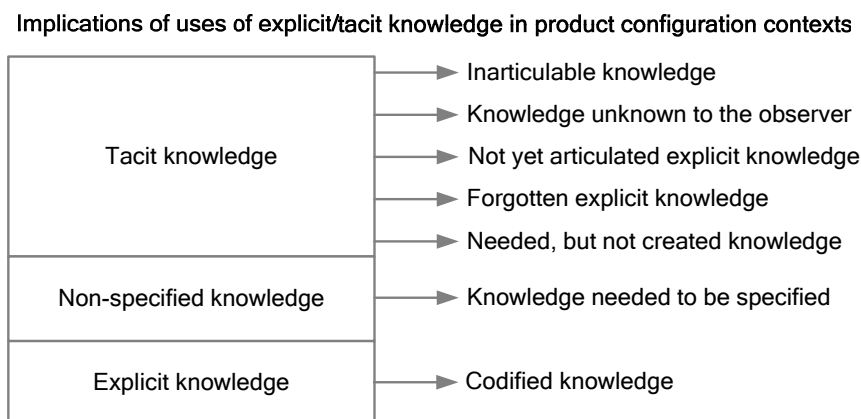 Implications of uses of explicit/tacit knowledge in product configuration contexts
Tacit knowledge
Inarticulable knowledge
Knowledge unknown to the observer
Not yet articulated explicit knowledge
Forgotten explicit knowledge
Needed, but not created knowledge
Non-specified knowledge
Knowledge needed to be specified
Explicit knowledge
Codified knowledge